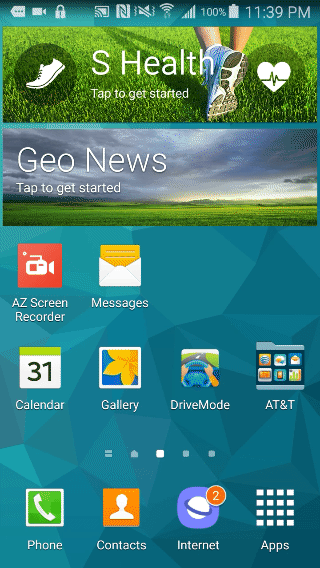 100% 11:39 PM
S Health
Tap to get started
Geo News
Tap to get started
AZ Screen
Recorder
Messages
31
Calendar
Gallery
DriveMode
AT&T
2
Phone
Contacts
Internet
Apps